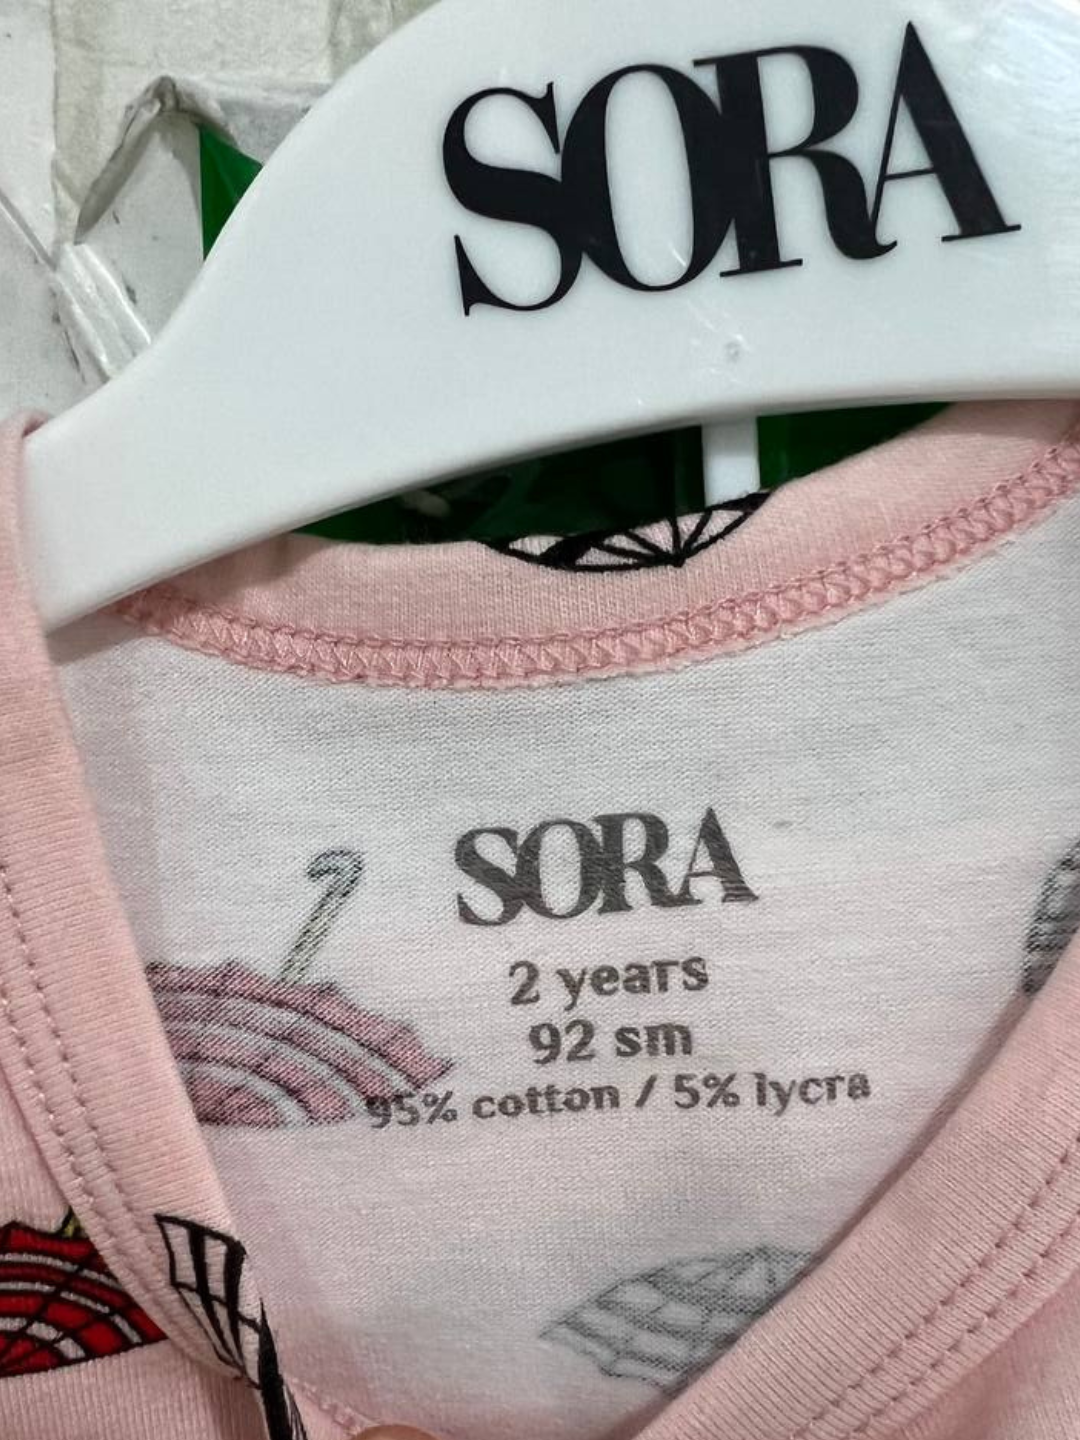 SORA
SORA
2 years
92 sm
95% cotton / 5% lycra